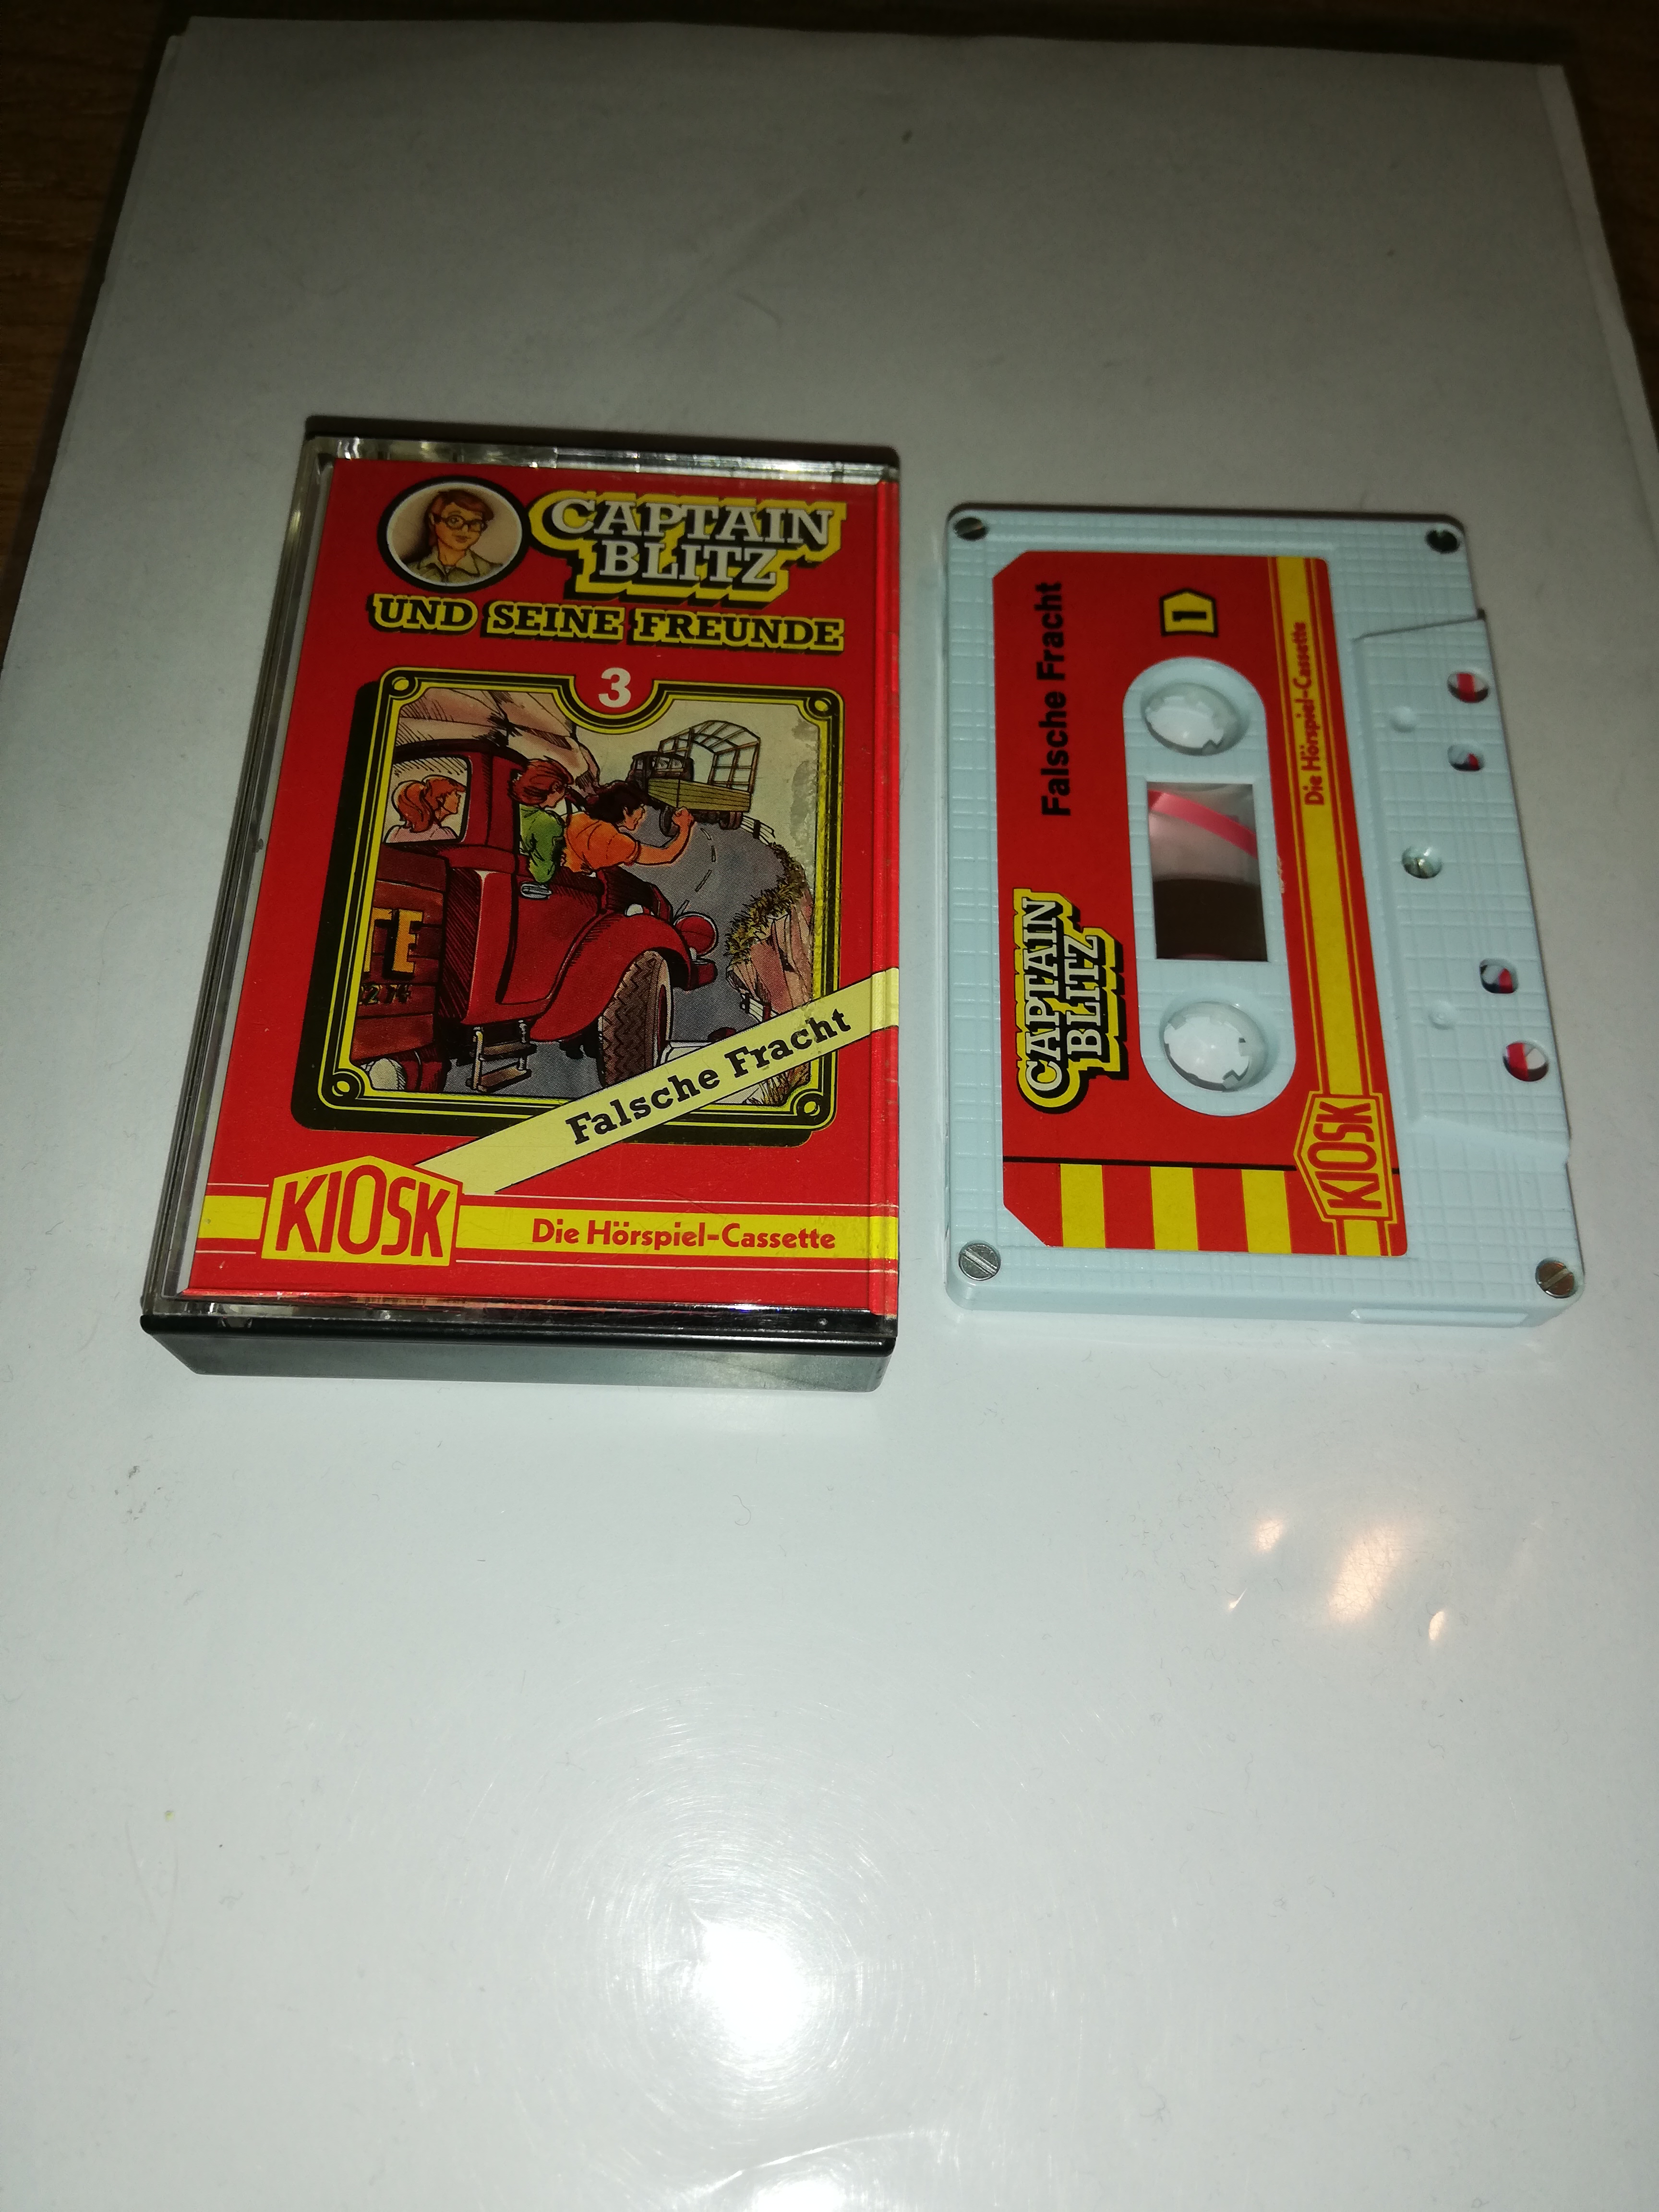 CAPTAIN
BLITZ
UND SEINE FREUNDE
3
TE
Falsche Fracht
KIOSK
Die Hörspiel-Cassette
CAPTAIN
BLITZ
Falsche Fracht
1
KIOSK
Die Hörspiel-Cassette